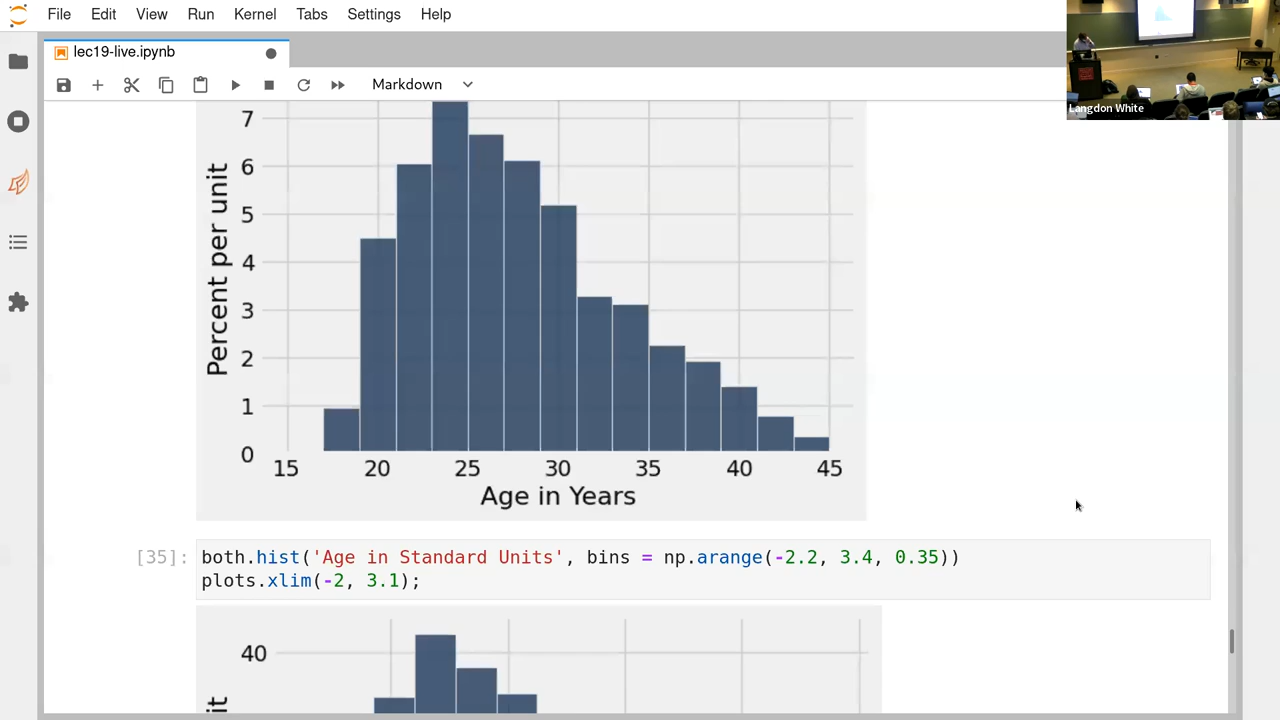 File Edit View Run Kernel Tabs Settings Help
lec19-live.ipynb
Markdown
Langdon White
7
6
5
4
3
2
1
0
Percent per unit
15 20 25 30 35 40 45
Age in Years
[35]: both.hist('Age in Standard Units', bins = np.arange(-2.2, 3.4, 0.35))
plots.xlim(-2, 3.1);
40
it